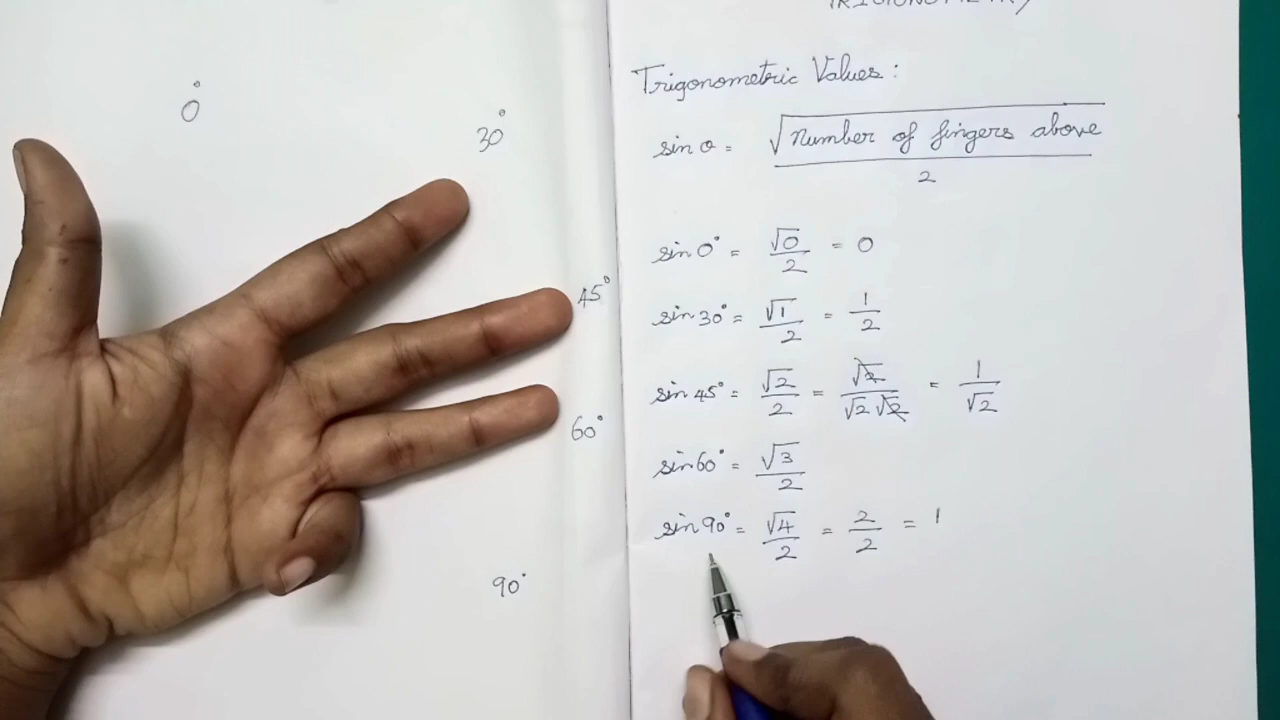 TRIGONOMETRY
Trigonometric Values :
sin θ = √Number of fingers above / 2
sin 0° = √0/2 = 0
sin 30° = √1/2 = 1/2
sin 45° = √2/2 = √2/√2√2 = 1/√2
sin 60° = √3/2
sin 90° = √4/2 = 2/2 = 1
0°
30°
45°
60°
90°